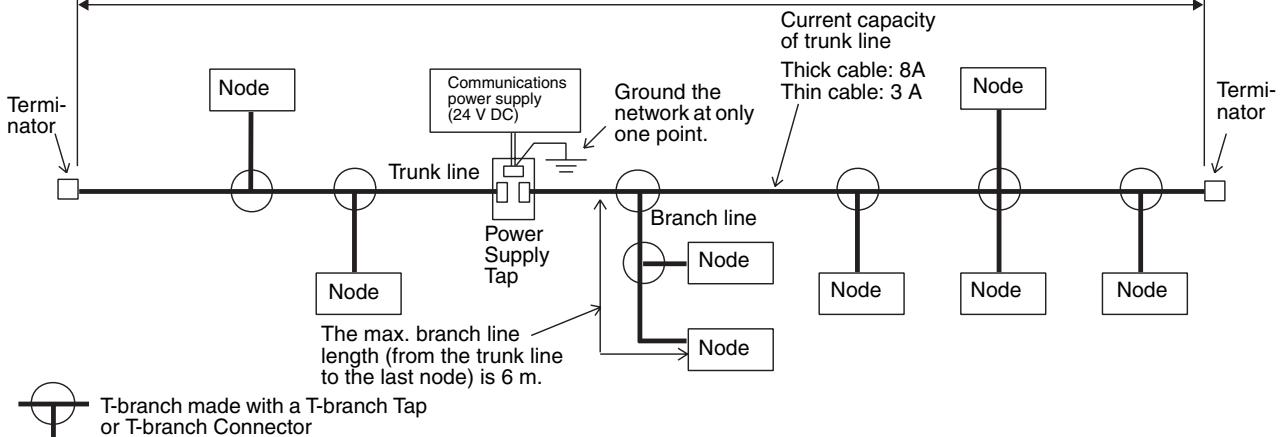 Current capacity
of trunk line
Thick cable: 8A
Thin cable: 3 A
Termi-
nator
Node
Communications
power supply
(24 V DC)
Ground the
network at only
one point.
Node
Termi-
nator
Trunk line
Branch line
Power
Supply
Tap
Node
Node
Node
Node
Node
Node
The max. branch line
length (from the trunk line
to the last node) is 6 m.
T-branch made with a T-branch Tap
or T-branch Connector